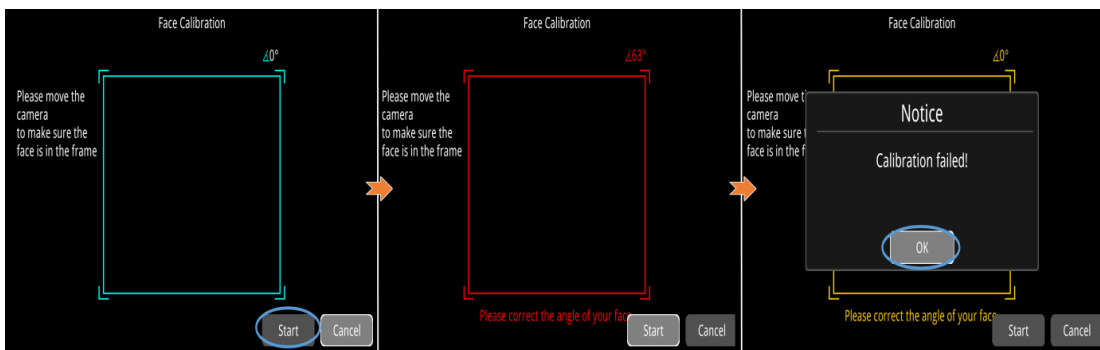 Face Calibration
∡0°
Please move the
camera
to make sure the
face is in the frame
Start
Cancel
Face Calibration
∡63°
Please move the
camera
to make sure the
face is in the frame
Please correct the angle of your face
Start
Cancel
Face Calibration
∡0°
Please move t
camera
to make sure t
face is in the f
Notice
Calibration failed!
OK
Please correct the angle of your face
Start
Cancel